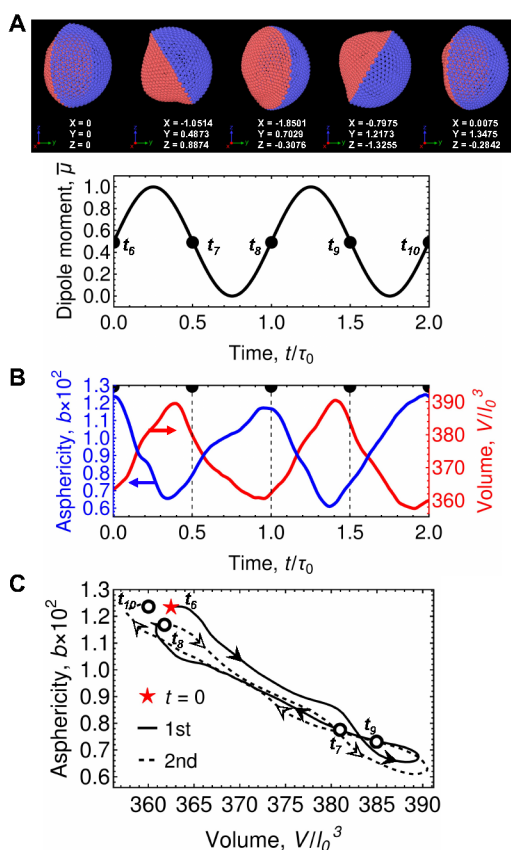 A
X = 0 X = -1.0514 X = -1.8501 X = -0.7975 X = 0.0075
Y = 0 Y = 0.4873 Y = 0.7029 Y = 1.2173 Y = 1.3475
Z = 0 Z = 0.8874 Z = -0.3076 Z = -1.3255 Z = -0.2842
Dipole moment, μ̅
1.0
0.8
0.6
0.4
0.2
0.0
t₆ t₇ t₈ t₉ t₁₀
0.0 0.5 1.0 1.5 2.0
Time, t/τ₀
B
Asphericity, b×10²
1.3
1.2
1.1
1.0
0.9
0.8
0.7
0.6
390
380
370
360
Volume, V/l₀³
0.0 0.5 1.0 1.5 2.0
Time, t/τ₀
C
Asphericity, b×10²
1.3
1.2
1.1
1.0
0.9
0.8
0.7
0.6
t₁₀ t₆
t₈
t = 0
1st
2nd
t₉
t₇
360 365 370 375 380 385 390
Volume, V/l₀³